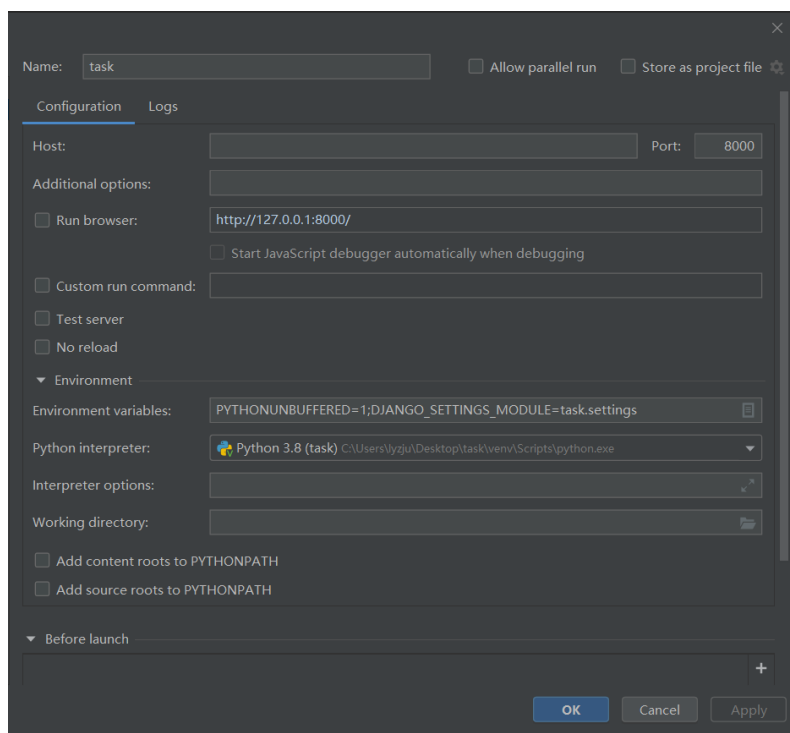 Name: task Allow parallel run Store as project file
Configuration Logs
Host: Port: 8000
Additional options:
Run browser: http://127.0.0.1:8000/
Start JavaScript debugger automatically when debugging
Custom run command:
Test server
No reload
Environment
Environment variables: PYTHONUNBUFFERED=1;DJANGO_SETTINGS_MODULE=task.settings
Python interpreter: Python 3.8 (task) C:\Users\lyzju\Desktop\task\venv\Scripts\python.exe
Interpreter options:
Working directory:
Add content roots to PYTHONPATH
Add source roots to PYTHONPATH
Before launch
OK Cancel Apply